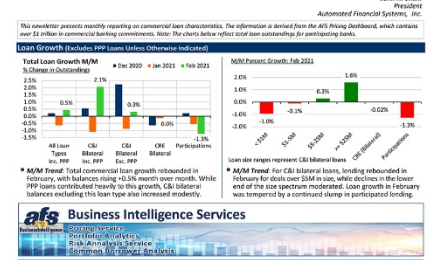 President
Automated Financial Systems, Inc.
This newsletter presents monthly reporting on commercial loan characteristics. The information is derived from the AFS Pricing Dashboard, which contains
over $1 trillion in commercial banking commitments. Note: The charts below reflect total loan outstandings for participating banks.
Loan Growth (Excludes PPP Loans Unless Otherwise Indicated)
Total Loan Growth M/M
% Change in Outstandings
Dec 2020 Jan 2021 Feb 2021
2.5%
2.0%
1.5%
1.0%
0.5%
0.0%
-0.5%
-1.0%
-1.5%
0.5%
2.1%
0.3%
0.0%
-1.3%
All Loan Types Inc. PPP
C&I Bilateral Inc. PPP
C&I Bilateral Exc. PPP
CRE Bilateral
Participations
M/M Percent Growth: Feb 2021
2.0%
1.0%
0.0%
-1.0%
-2.0%
-1.0%
-0.1%
0.3%
1.6%
-0.02%
-1.3%
<$1M
$1-5M
$5-25M
>= $25M
CRE (Bilateral)
Participations
Loan size ranges represent C&I bilateral loans
M/M Trend: Total commercial loan growth rebounded in
February, with balances rising +0.5% month over month. While
PPP loans contributed heavily to this growth, C&I bilateral
balances excluding this loan type also increased modestly.
M/M Trend: For C&I bilateral loans, lending rebounded in
February for deals over $5M in size, while declines in the lower
end of the size spectrum moderated. Loan growth in February
was tempered by a continued slump in participated lending.
afs
BusinessIntelligence
Business Intelligence Services
Pricing Service
Portfolio Analytics
Risk Analysis Service
Common Borrower Analysis